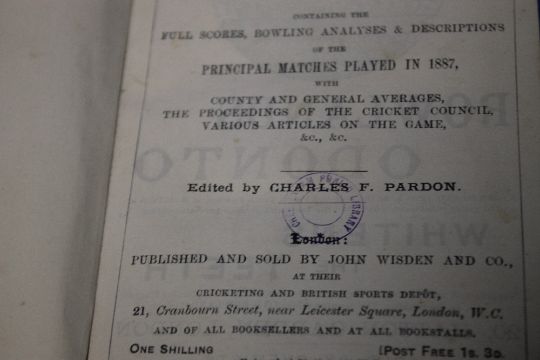 CONTAINING THE
FULL SCORES, BOWLING ANALYSES & DESCRIPTIONS
OF THE
PRINCIPAL MATCHES PLAYED IN 1887,
WITH
COUNTY AND GENERAL AVERAGES,
THE PROCEEDINGS OF THE CRICKET COUNCIL,
VARIOUS ARTICLES ON THE GAME,
&c., &c.
Edited by CHARLES F. PARDON.
PUBLIC LIBRARY
London:
PUBLISHED AND SOLD BY JOHN WISDEN AND CO.,
AT THEIR
CRICKETING AND BRITISH SPORTS DEPÔT,
21, Cranbourn Street, near Leicester Square, London, W.C.
AND OF ALL BOOKSELLERS AND AT ALL BOOKSTALLS.
ONE SHILLING [POST FREE 1s. 3D.